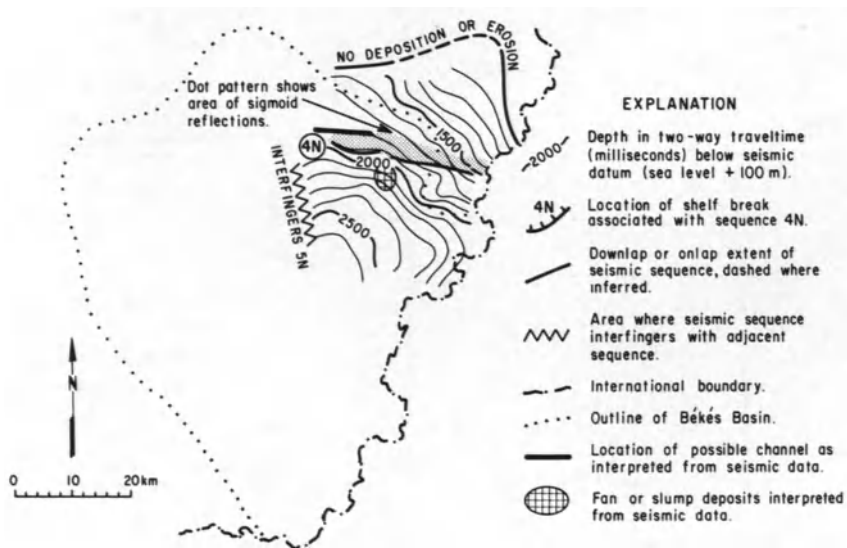 NO DEPOSITION OR EROSION
Dot pattern shows
area of sigmoid
reflections.
1500
4N
2000
INTERFINGERS 5N
2500
N
0 10 20km
EXPLANATION
2000
Depth in two-way traveltime
(milliseconds) below seismic
datum (sea level + 100 m).
4N
Location of shelf break
associated with sequence 4N.
Downlap or onlap extent of
seismic sequence, dashed where
inferred.
Area where seismic sequence
interfingers with adjacent
sequence.
International boundary.
Outline of Békés Basin.
Location of possible channel as
interpreted from seismic data.
Fan or slump deposits interpreted
from seismic data.